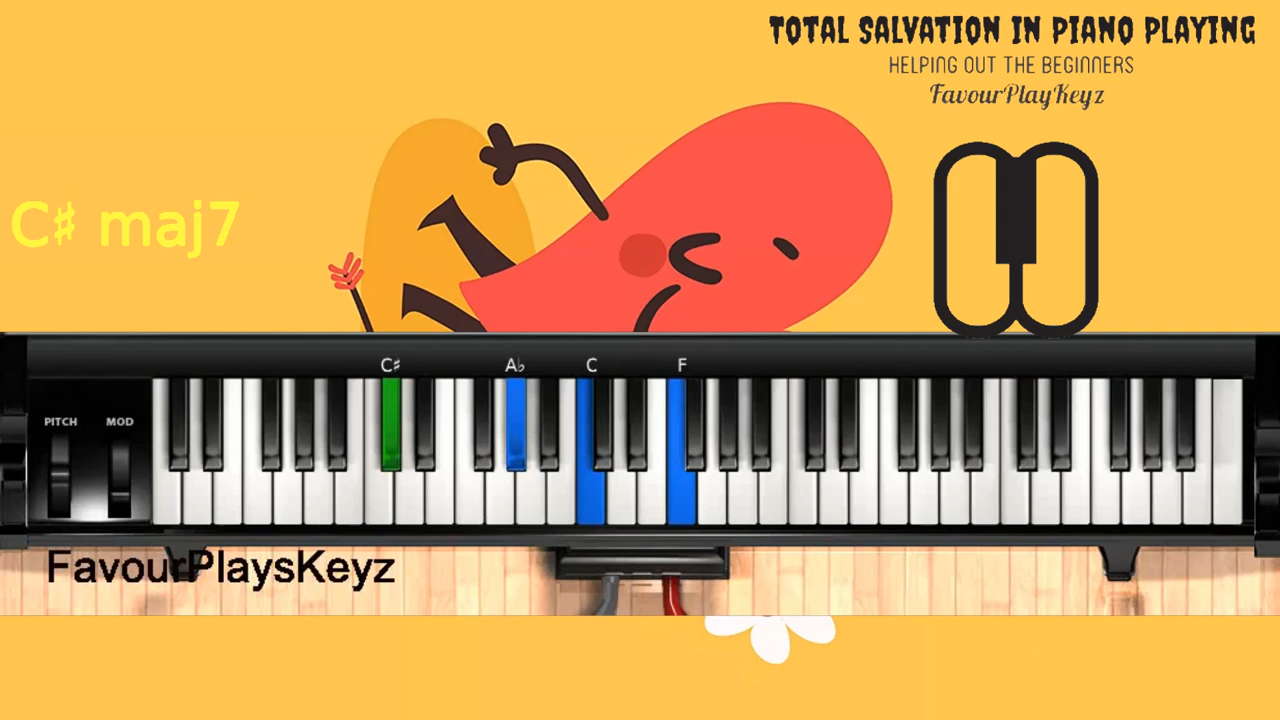 TOTAL SALVATION IN PIANO PLAYING
HELPING OUT THE BEGINNERS
FavourPlayKeyz
C♯ maj7
C♯ A♭ C F
PITCH MOD
FavourPlaysKeyz